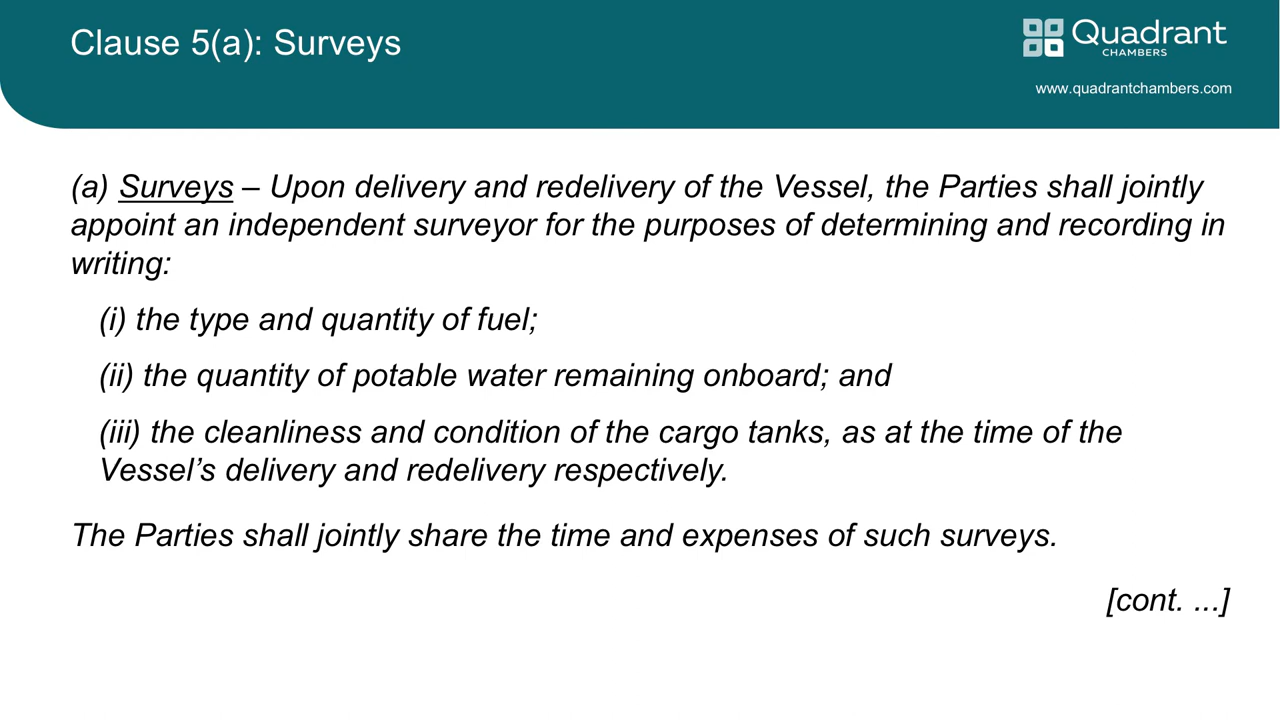 Clause 5(a): Surveys
Quadrant
CHAMBERS
www.quadrantchambers.com
(a) Surveys – Upon delivery and redelivery of the Vessel, the Parties shall jointly
appoint an independent surveyor for the purposes of determining and recording in
writing:
(i) the type and quantity of fuel;
(ii) the quantity of potable water remaining onboard; and
(iii) the cleanliness and condition of the cargo tanks, as at the time of the
Vessel’s delivery and redelivery respectively.
The Parties shall jointly share the time and expenses of such surveys.
[cont. ...]